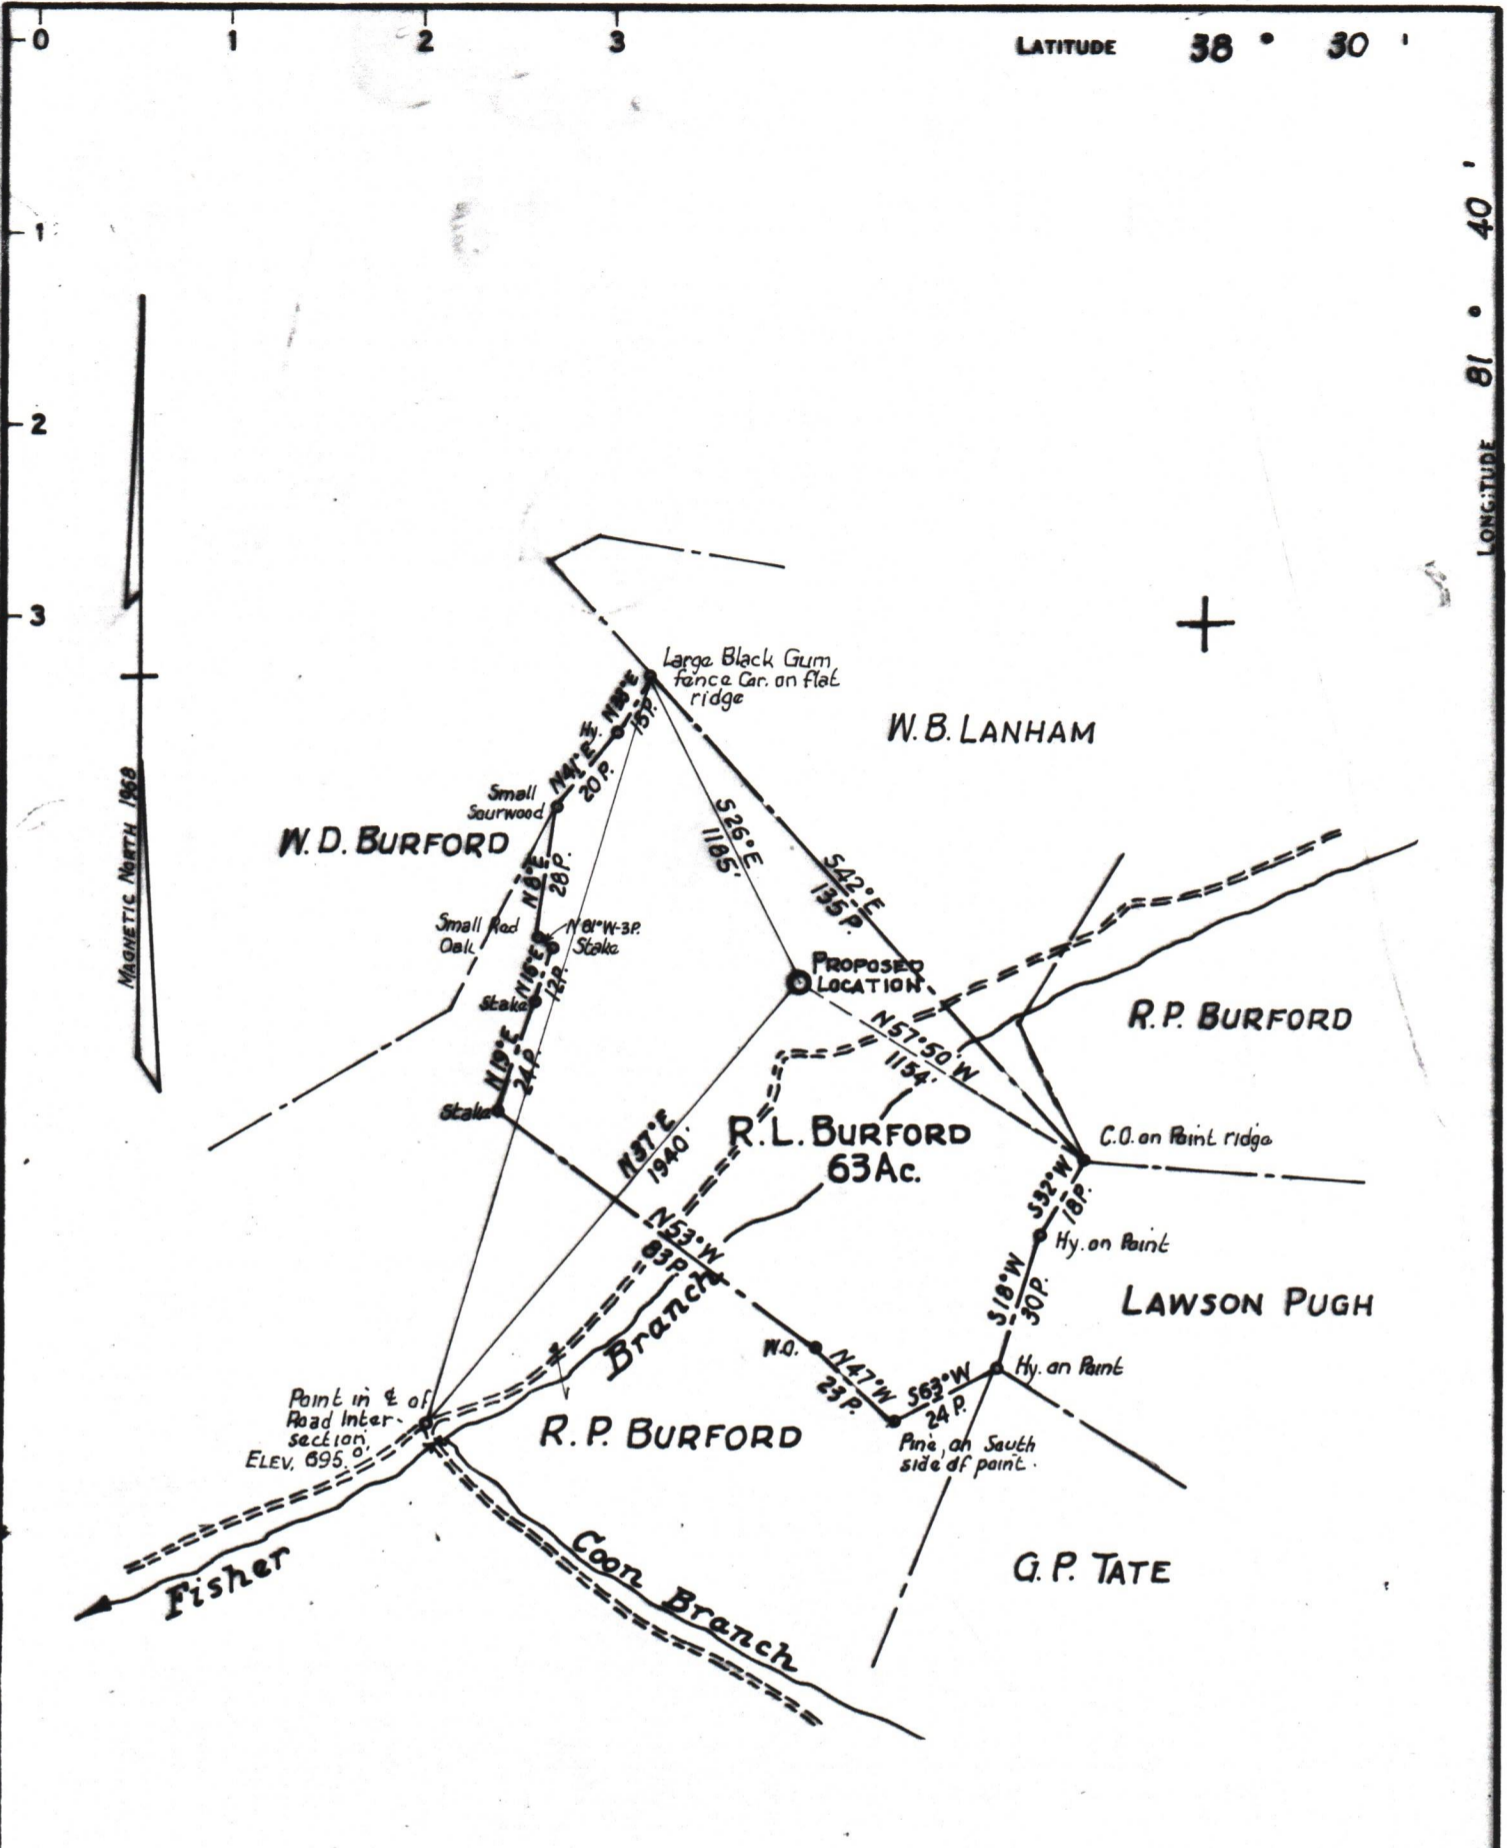 0 1 2 3
LATITUDE 38° 30'
1
2
3
LONGITUDE 81° 40'
MAGNETIC NORTH 1968
Large Black Gum
fence Car. on flat
ridge
N33°E
15P.
Hy.
N41°E
20P.
Small
Sourwood
W.B. LANHAM
W.D. BURFORD
S26°E
1185'
S42°E
135P.
N8°E
28P.
Small Red
Oak
N81°W-3P.
Stake
N16°E
12P.
Stake
PROPOSED
LOCATION
R.P. BURFORD
N57°50'W
1154'
N19°E
24P.
Stake
R.L. BURFORD
63Ac.
N37°E
1940'
C.O. on Point ridge
S32°W
18P.
Hy. on Point
N53°W
83P.
S18°W
30P.
LAWSON PUGH
Branch
W.O.
N47°W
23P.
S63°W
24P.
Hy. on Point
Point in ℄ of
Road Inter-
section
ELEV. 695.0'
R.P. BURFORD
Pine, on South
side of point.
Fisher
Coon Branch
G.P. TATE